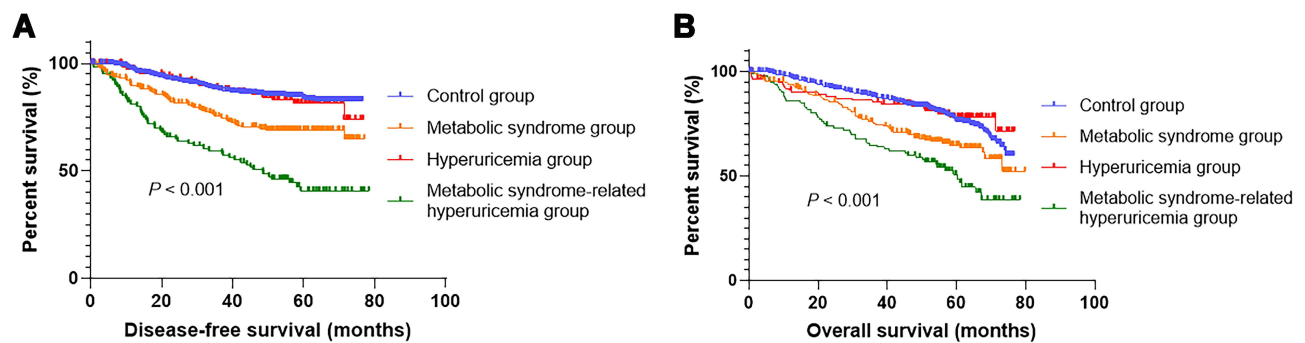 A
Percent survival (%)
100
50
0
0 20 40 60 80 100
Disease-free survival (months)
P < 0.001
Control group
Metabolic syndrome group
Hyperuricemia group
Metabolic syndrome-related
hyperuricemia group
B
Percent survival (%)
100
50
0
0 20 40 60 80 100
Overall survival (months)
P < 0.001
Control group
Metabolic syndrome group
Hyperuricemia group
Metabolic syndrome-related
hyperuricemia group